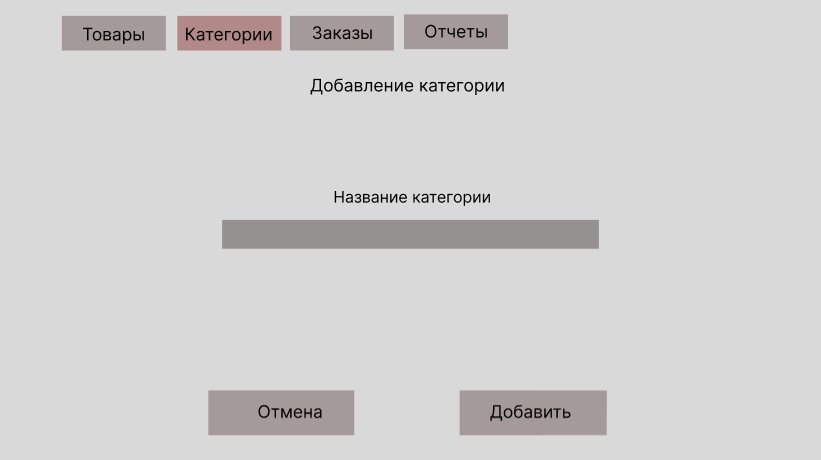 Товары Категории Заказы Отчеты
Добавление категории
Название категории
Отмена Добавить